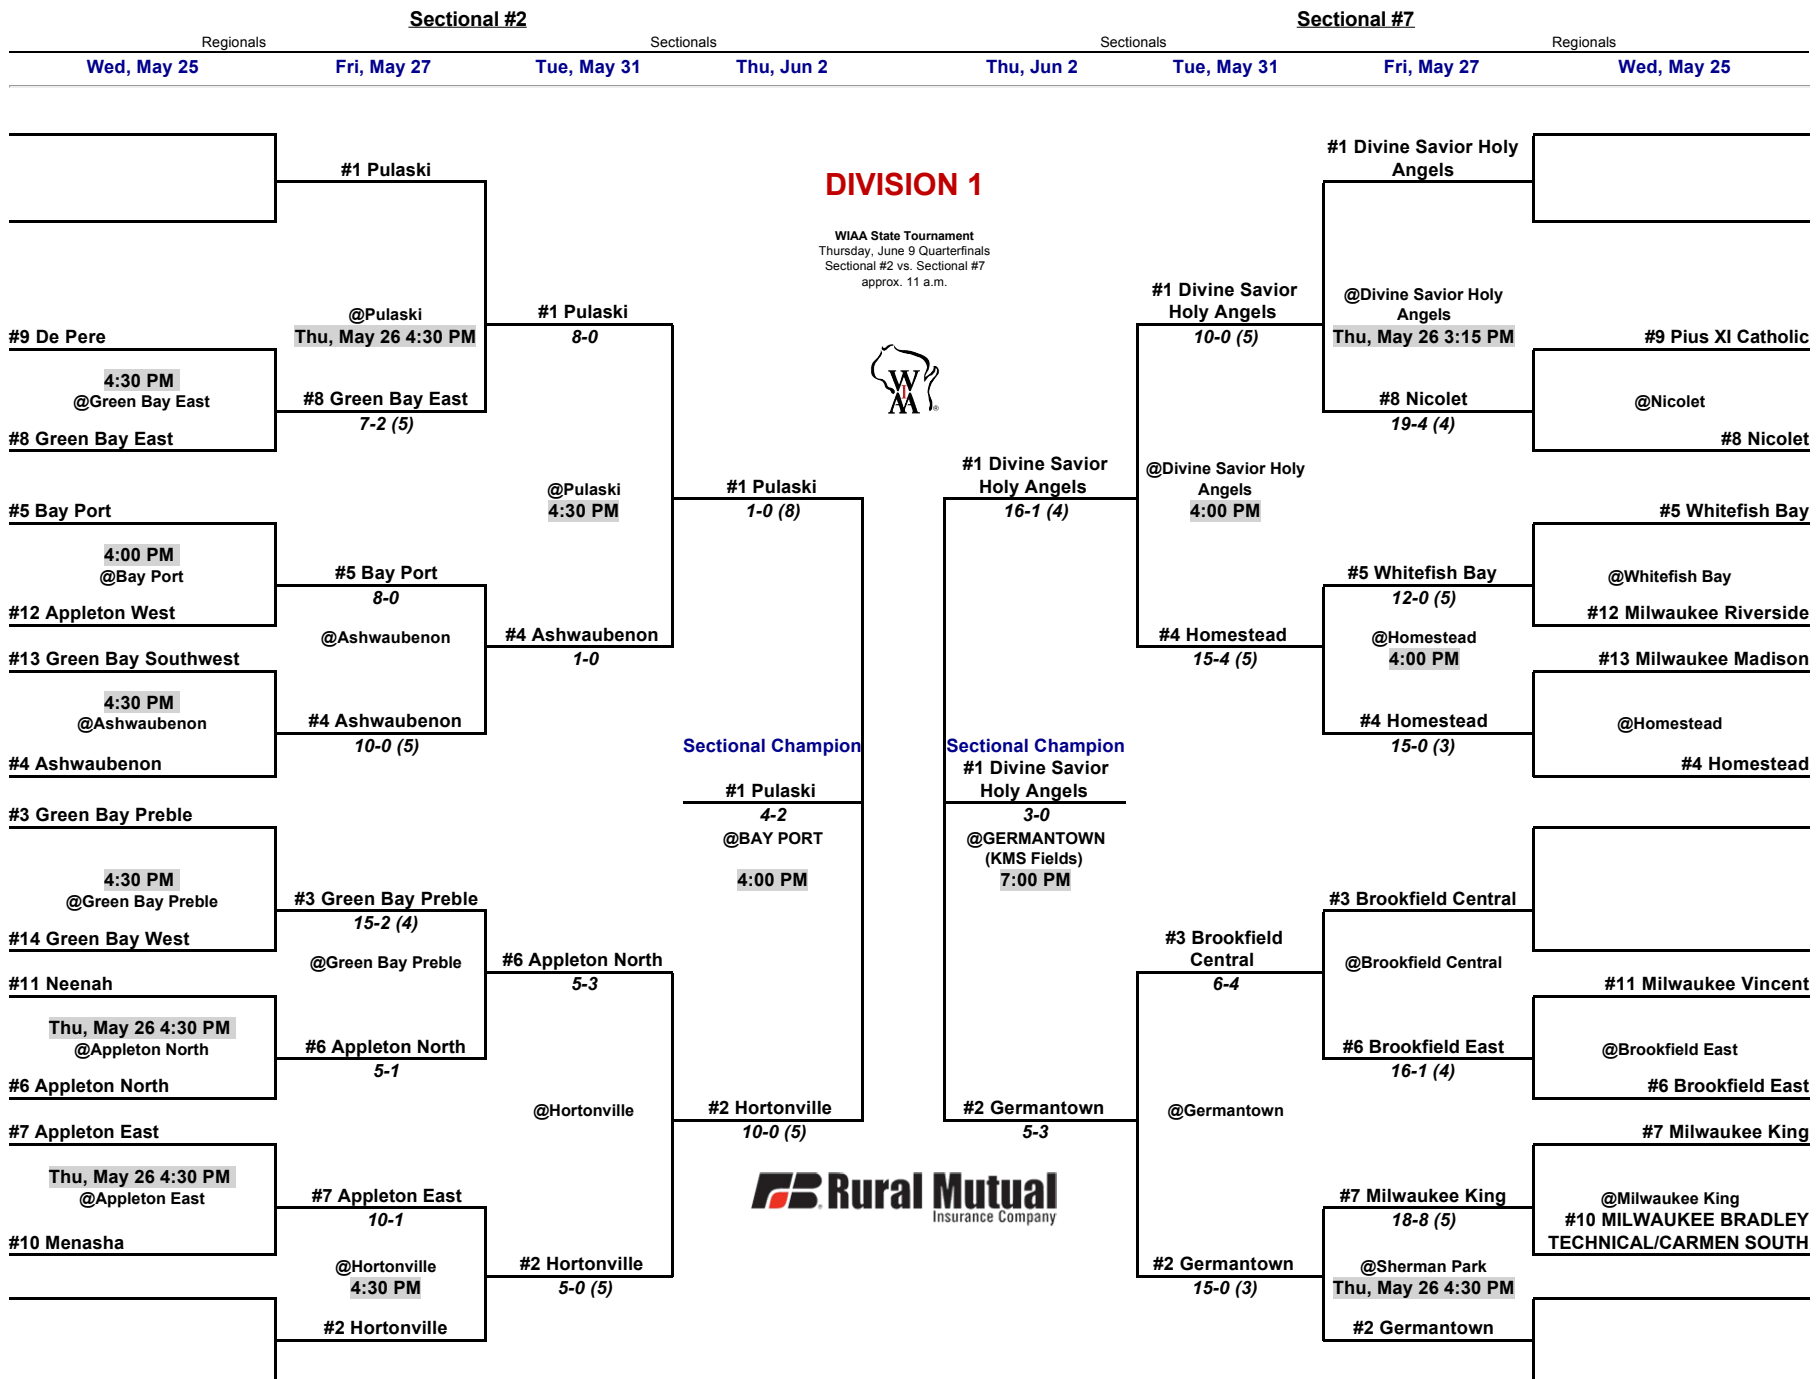 Sectional #2
Sectional #7
Regionals
Sectionals
Sectionals
Regionals
Wed, May 25
Fri, May 27
Tue, May 31
Thu, Jun 2
Thu, Jun 2
Tue, May 31
Fri, May 27
Wed, May 25
DIVISION 1
WIAA State Tournament
Thursday, June 9 Quarterfinals
Sectional #2 vs. Sectional #7
approx. 11 a.m.
W
I
AA
®
#9 De Pere
4:30 PM
@Green Bay East
#8 Green Bay East
#5 Bay Port
4:00 PM
@Bay Port
#12 Appleton West
#13 Green Bay Southwest
4:30 PM
@Ashwaubenon
#4 Ashwaubenon
#3 Green Bay Preble
4:30 PM
@Green Bay Preble
#14 Green Bay West
#11 Neenah
Thu, May 26 4:30 PM
@Appleton North
#6 Appleton North
#7 Appleton East
Thu, May 26 4:30 PM
@Appleton East
#10 Menasha
#1 Pulaski
@Pulaski
Thu, May 26 4:30 PM
#8 Green Bay East
7-2 (5)
#5 Bay Port
8-0
@Ashwaubenon
#4 Ashwaubenon
10-0 (5)
#3 Green Bay Preble
15-2 (4)
@Green Bay Preble
#6 Appleton North
5-1
#7 Appleton East
10-1
@Hortonville
4:30 PM
#2 Hortonville
#1 Pulaski
8-0
@Pulaski
4:30 PM
#4 Ashwaubenon
1-0
#6 Appleton North
5-3
@Hortonville
#2 Hortonville
5-0 (5)
#1 Pulaski
1-0 (8)
Sectional Champion
#1 Pulaski
4-2
@BAY PORT
4:00 PM
#2 Hortonville
10-0 (5)
#1 Divine Savior
Holy Angels
16-1 (4)
Sectional Champion
#1 Divine Savior
Holy Angels
3-0
@GERMANTOWN
(KMS Fields)
7:00 PM
#2 Germantown
5-3
#1 Divine Savior
Holy Angels
10-0 (5)
@Divine Savior Holy
Angels
4:00 PM
#4 Homestead
15-4 (5)
#3 Brookfield
Central
6-4
@Germantown
#2 Germantown
15-0 (3)
#1 Divine Savior Holy
Angels
@Divine Savior Holy
Angels
Thu, May 26 3:15 PM
#8 Nicolet
19-4 (4)
#5 Whitefish Bay
12-0 (5)
@Homestead
4:00 PM
#4 Homestead
15-0 (3)
#3 Brookfield Central
@Brookfield Central
#6 Brookfield East
16-1 (4)
#7 Milwaukee King
18-8 (5)
@Sherman Park
Thu, May 26 4:30 PM
#2 Germantown
#9 Pius XI Catholic
@Nicolet
#8 Nicolet
#5 Whitefish Bay
@Whitefish Bay
#12 Milwaukee Riverside
#13 Milwaukee Madison
@Homestead
#4 Homestead
#11 Milwaukee Vincent
@Brookfield East
#6 Brookfield East
#7 Milwaukee King
@Milwaukee King
#10 MILWAUKEE BRADLEY
TECHNICAL/CARMEN SOUTH
Rural Mutual
Insurance Company